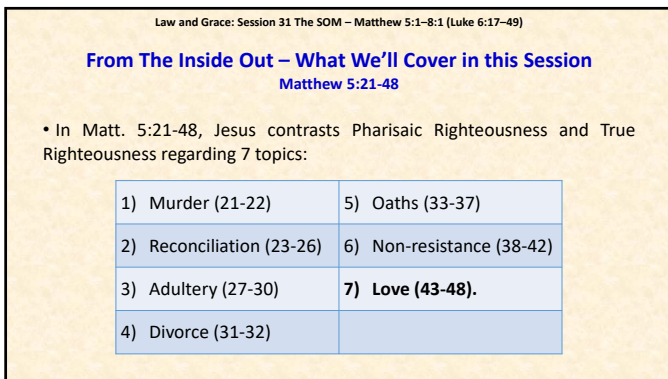 Law and Grace: Session 31 The SOM – Matthew 5:1–8:1 (Luke 6:17–49)
From The Inside Out – What We'll Cover in this Session
Matthew 5:21-48
• In Matt. 5:21-48, Jesus contrasts Pharisaic Righteousness and True
Righteousness regarding 7 topics:
1) Murder (21-22)
2) Reconciliation (23-26)
3) Adultery (27-30)
4) Divorce (31-32)
5) Oaths (33-37)
6) Non-resistance (38-42)
7) Love (43-48).